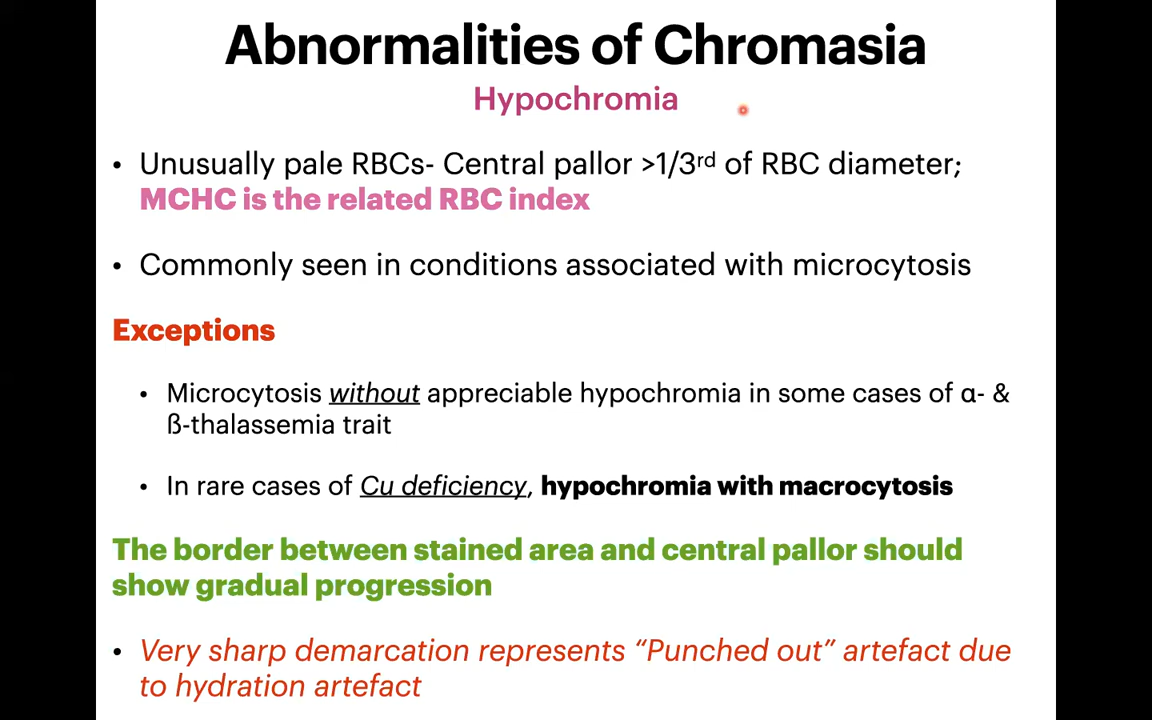 Abnormalities of Chromasia
Hypochromia
• Unusually pale RBCs- Central pallor >1/3rd of RBC diameter;
MCHC is the related RBC index
• Commonly seen in conditions associated with microcytosis
Exceptions
• Microcytosis without appreciable hypochromia in some cases of α- &
ß-thalassemia trait
• In rare cases of Cu deficiency, hypochromia with macrocytosis
The border between stained area and central pallor should
show gradual progression
• Very sharp demarcation represents “Punched out” artefact due
to hydration artefact